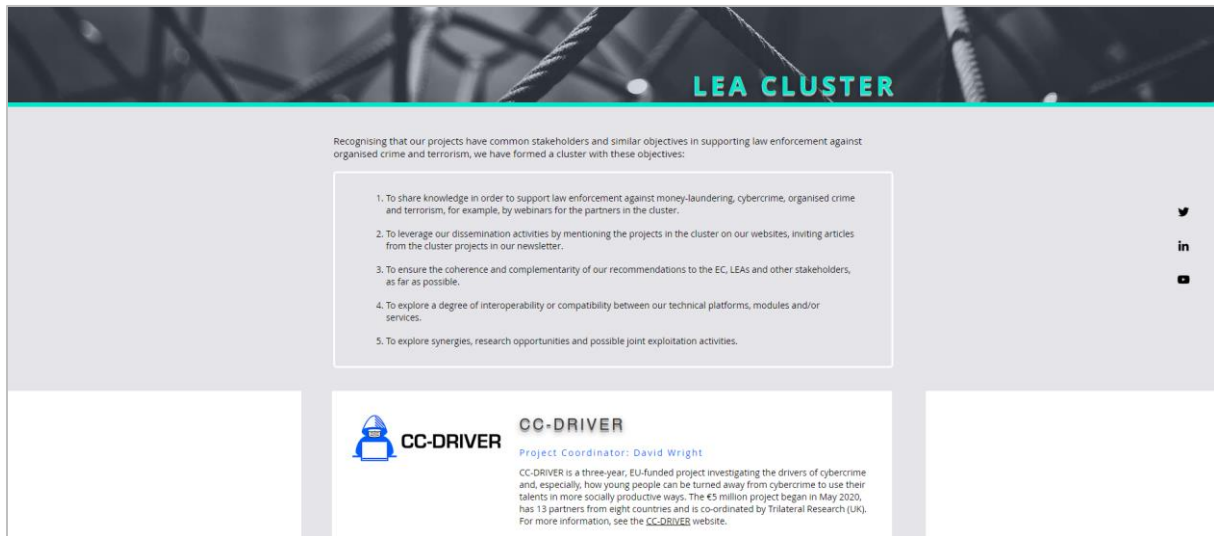 LEA CLUSTER
Recognising that our projects have common stakeholders and similar objectives in supporting law enforcement against
organised crime and terrorism, we have formed a cluster with these objectives:
1. To share knowledge in order to support law enforcement against money-laundering, cybercrime, organised crime
and terrorism, for example, by webinars for the partners in the cluster.
2. To leverage our dissemination activities by mentioning the projects in the cluster on our websites, inviting articles
from the cluster projects in our newsletter.
3. To ensure the coherence and complementarity of our recommendations to the EC, LEAs and other stakeholders,
as far as possible.
4. To explore a degree of interoperability or compatibility between our technical platforms, modules and/or
services.
5. To explore synergies, research opportunities and possible joint exploitation activities.
in
CC-DRIVER
CC-DRIVER
Project Coordinator: David Wright
CC-DRIVER is a three-year, EU-funded project investigating the drivers of cybercrime
and, especially, how young people can be turned away from cybercrime to use their
talents in more socially productive ways. The €5 million project began in May 2020,
has 13 partners from eight countries and is co-ordinated by Trilateral Research (UK).
For more information, see the CC-DRIVER website.